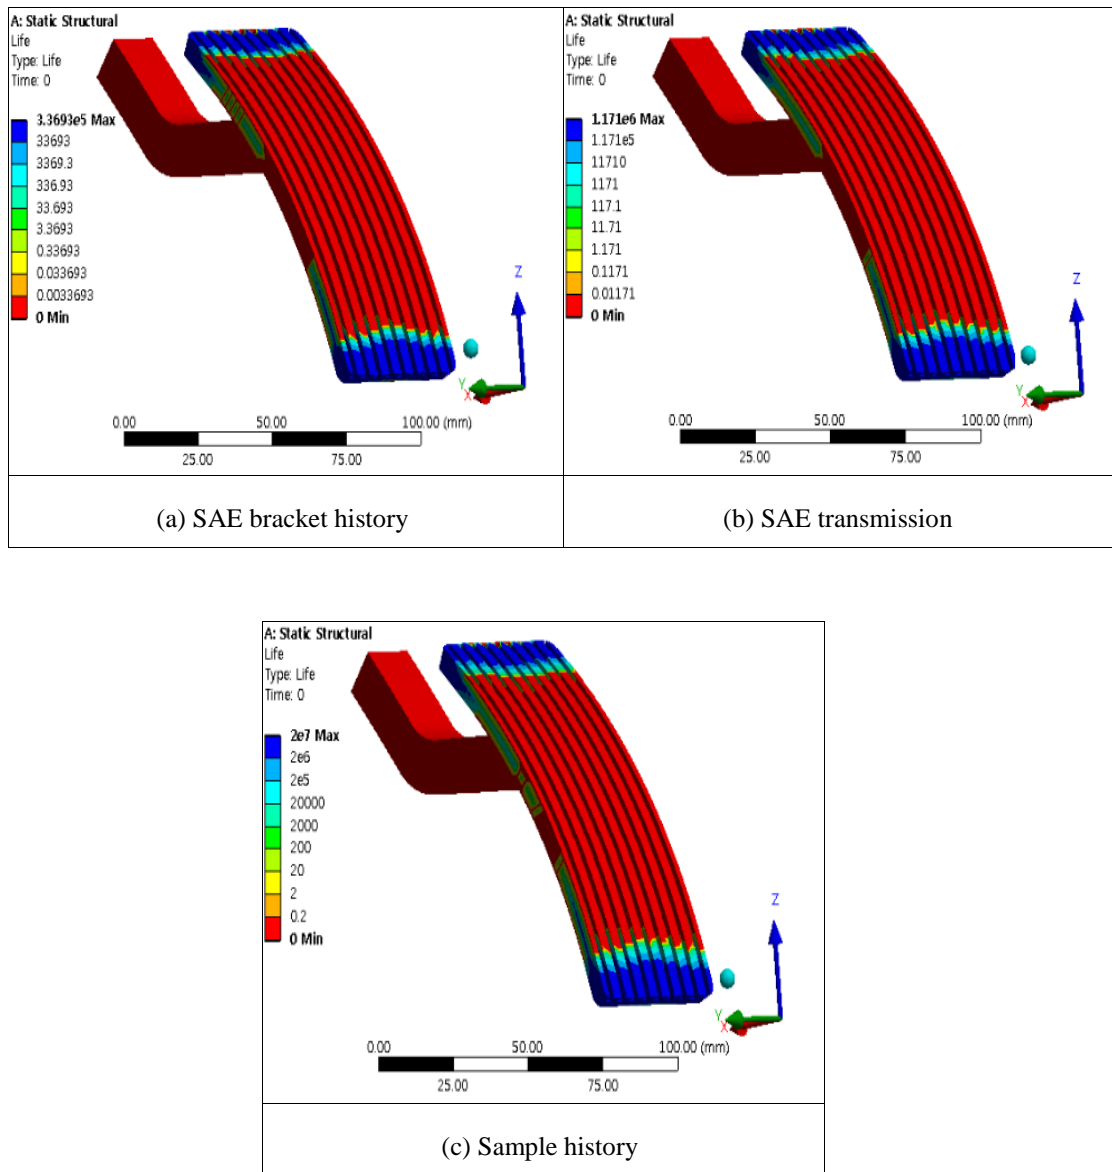 A: Static Structural
Life
Type: Life
Time: 0
3.3693e5 Max
33693
3369.3
336.93
33.693
3.3693
0.33693
0.033693
0.0033693
0 Min
Z
Y
X
0.00 50.00 100.00 (mm)
25.00 75.00
(a) SAE bracket history
A: Static Structural
Life
Type: Life
Time: 0
1.171e6 Max
1.171e5
11710
1171
117.1
11.71
1.171
0.1171
0.01171
0 Min
Z
Y
X
0.00 50.00 100.00 (mm)
25.00 75.00
(b) SAE transmission
A: Static Structural
Life
Type: Life
Time: 0
2e7 Max
2e6
2e5
20000
2000
200
20
2
0.2
0 Min
Z
Y
X
0.00 50.00 100.00 (mm)
25.00 75.00
(c) Sample history